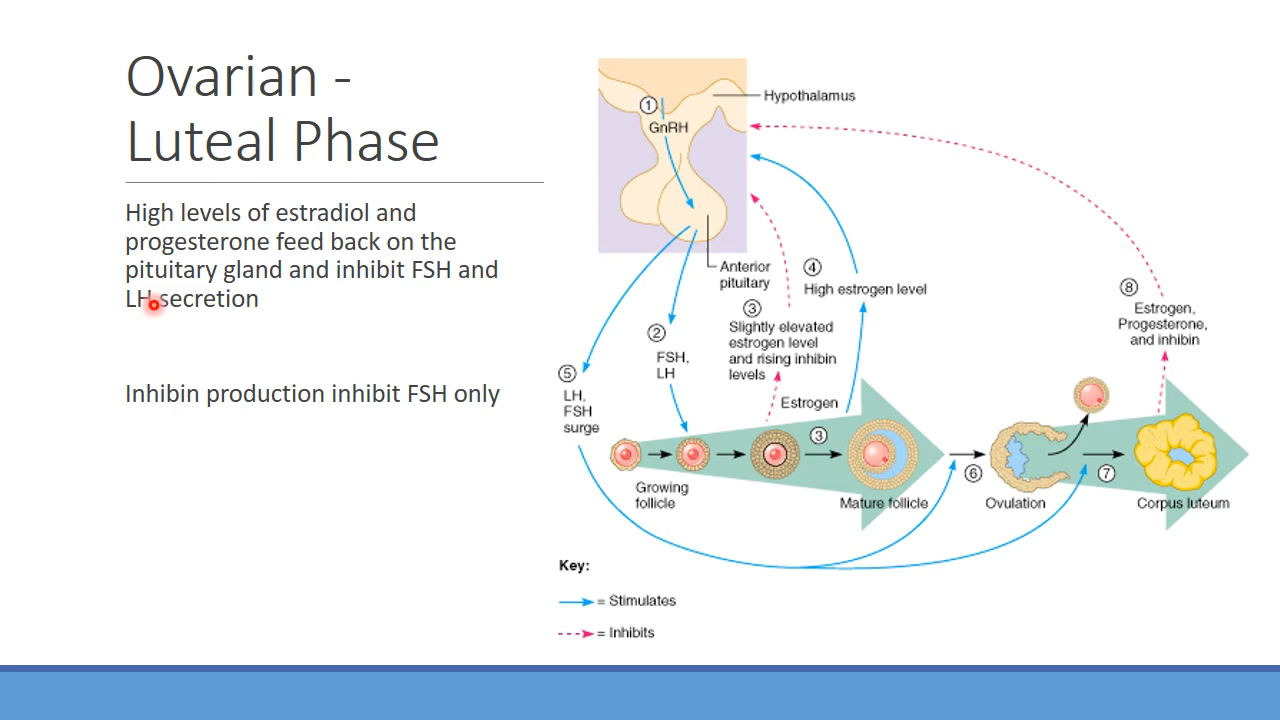 Ovarian -
Luteal Phase
High levels of estradiol and
progesterone feed back on the
pituitary gland and inhibit FSH and
LH secretion
Inhibin production inhibit FSH only
1
GnRH
Hypothalamus
Anterior
pituitary
2
FSH,
LH
3
Slightly elevated
estrogen level
and rising inhibin
levels
4
High estrogen level
5
LH,
FSH
surge
8
Estrogen,
Progesterone,
and inhibin
Estrogen
3
6
7
Growing
follicle
Mature follicle
Ovulation
Corpus luteum
Key:
= Stimulates
= Inhibits